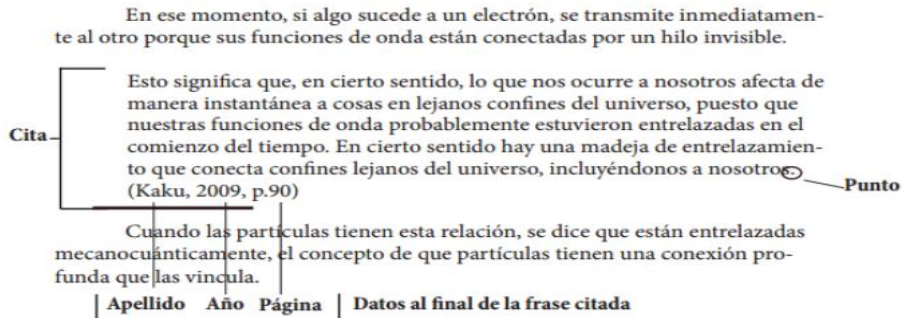 En ese momento, si algo sucede a un electrón, se transmite inmediatamen-
te al otro porque sus funciones de onda están conectadas por un hilo invisible.
Esto significa que, en cierto sentido, lo que nos ocurre a nosotros afecta de
manera instantánea a cosas en lejanos confines del universo, puesto que
nuestras funciones de onda probablemente estuvieron entrelazadas en el
Cita
comienzo del tiempo. En cierto sentido hay una madeja de entrelazamien-
to que conecta confines lejanos del universo, incluyéndonos a nosotros.
(Kaku, 2009, p.90)
Punto
Cuando las partículas tienen esta relación, se dice que están entrelazadas
mecanocuánticamente, el concepto de que partículas tienen una conexión pro-
funda que las vincula.
Apellido Año Página Datos al final de la frase citada